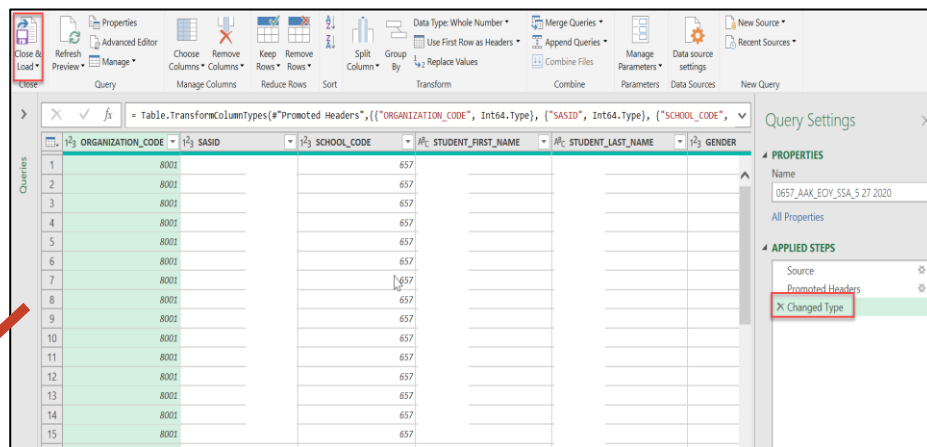 Properties
Advanced Editor
Manage
Close & Load
Refresh Preview
Choose Columns
Remove Columns
Keep Rows
Remove Rows
Split Column
Group By
Data Type: Whole Number
Use First Row as Headers
Replace Values
Merge Queries
Append Queries
Combine Files
Manage Parameters
Data source settings
New Source
Recent Sources
Close
Query
Manage Columns
Reduce Rows
Sort
Transform
Combine
Parameters
Data Sources
New Query
fx = Table.TransformColumnTypes(#"Promoted Headers",{{"ORGANIZATION_CODE", Int64.Type}, {"SASID", Int64.Type}, {"SCHOOL_CODE",
Queries
ORGANIZATION_CODE SASID SCHOOL_CODE STUDENT_FIRST_NAME STUDENT_LAST_NAME GENDER
1 8001 657
2 8001 657
3 8001 657
4 8001 657
5 8001 657
6 8001 657
7 8001 657
8 8001 657
9 8001 657
10 8001 657
11 8001 657
12 8001 657
13 8001 657
14 8001 657
15 8001 657
Query Settings
PROPERTIES
Name
0657_AAK_EOY_SSA_5 27 2020
All Properties
APPLIED STEPS
Source
Promoted Headers
Changed Type